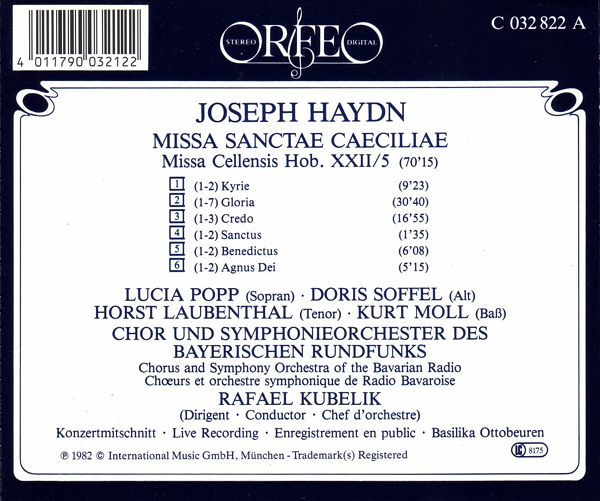 4 011790 032122
STEREO ORFEO DIGITAL
C 032 822 A
JOSEPH HAYDN
MISSA SANCTAE CAECILIAE
Missa Cellensis Hob. XXII/5 (70'15)
1 (1-2) Kyrie (9'23)
2 (1-7) Gloria (30'40)
3 (1-3) Credo (16'55)
4 (1-2) Sanctus (1'35)
5 (1-2) Benedictus (6'08)
6 (1-2) Agnus Dei (5'15)
LUCIA POPP (Sopran) · DORIS SOFFEL (Alt)
HORST LAUBENTHAL (Tenor) · KURT MOLL (Baß)
CHOR UND SYMPHONIEORCHESTER DES
BAYERISCHEN RUNDFUNKS
Chorus and Symphony Orchestra of the Bavarian Radio
Chœurs et orchestre symphonique de Radio Bavaroise
RAFAEL KUBELIK
(Dirigent · Conductor · Chef d'orchestre)
Konzertmitschnitt · Live Recording · Enregistrement en public · Basilika Ottobeuren
℗ 1982 © International Music GmbH, München - Trademark(s) Registered
LC 8175